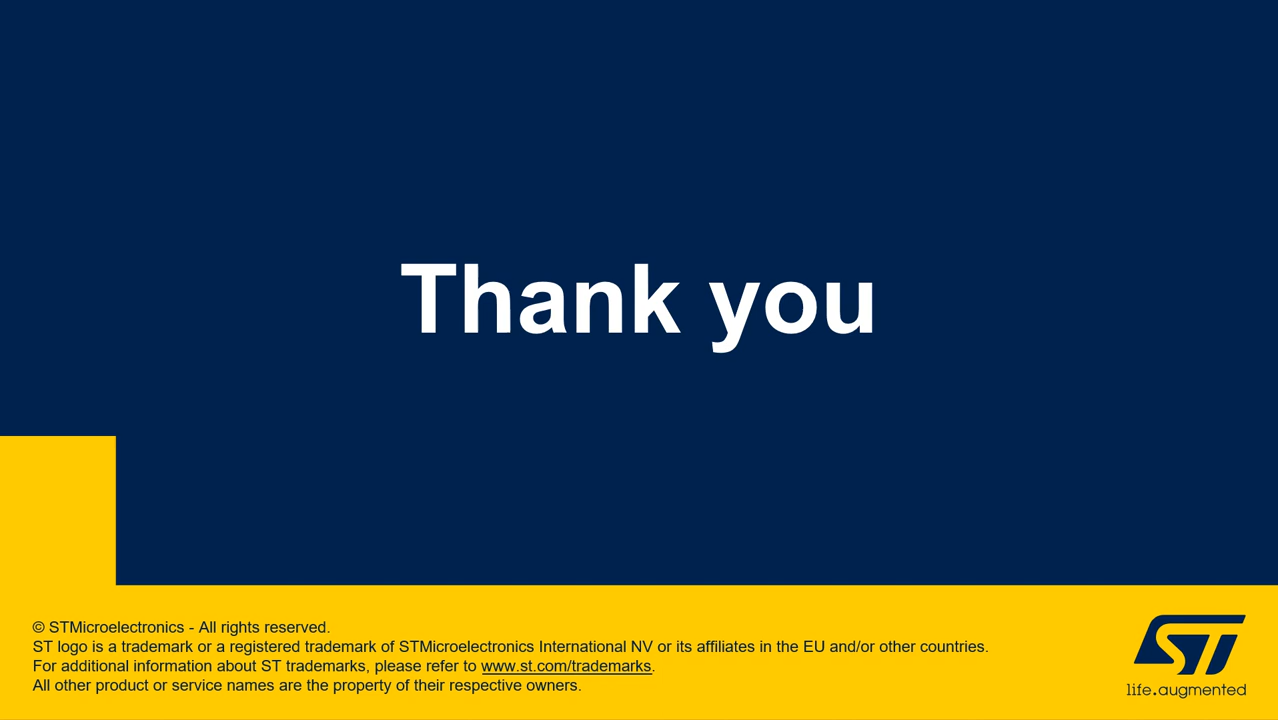 Thank you
© STMicroelectronics - All rights reserved.
ST logo is a trademark or a registered trademark of STMicroelectronics International NV or its affiliates in the EU and/or other countries.
For additional information about ST trademarks, please refer to www.st.com/trademarks.
All other product or service names are the property of their respective owners.
ST
life.augmented